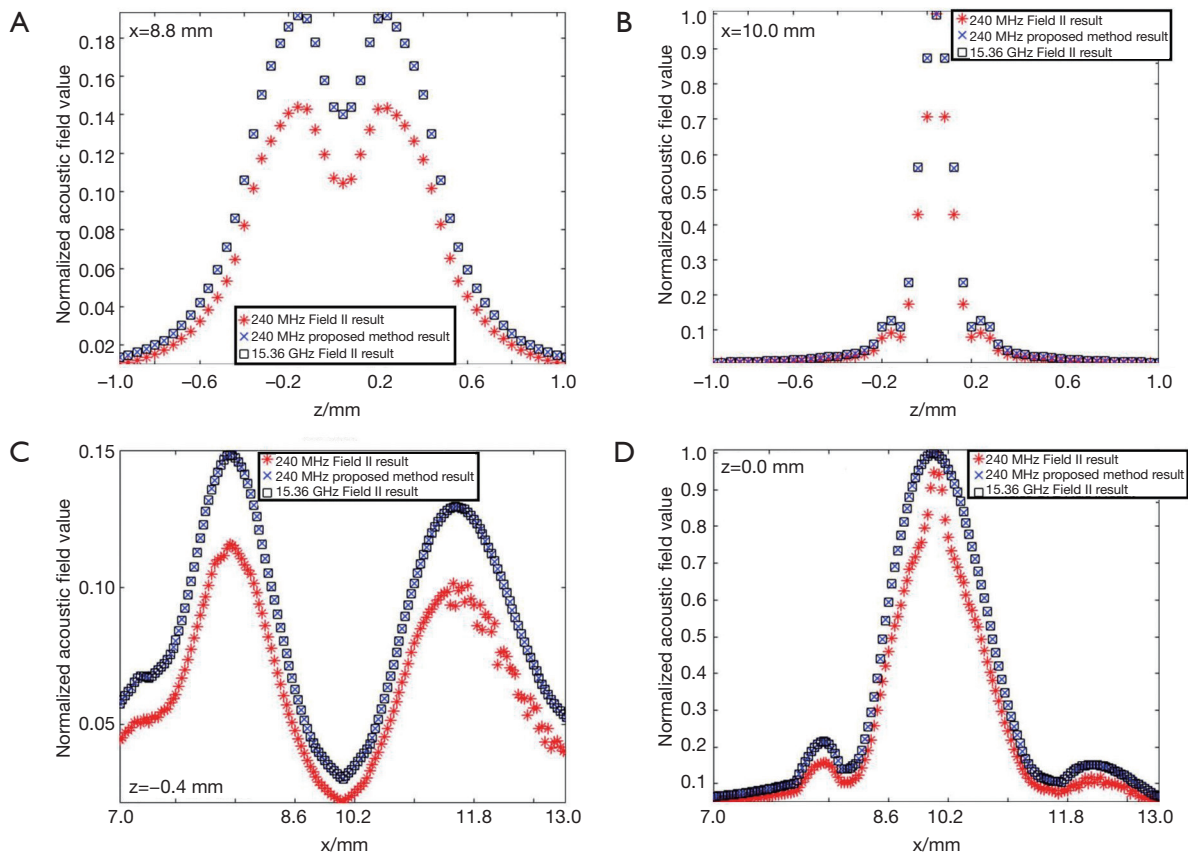 A
x=8.8 mm
Normalized acoustic field value
0.18
0.16
0.14
0.12
0.10
0.08
0.06
0.04
0.02
240 MHz Field II result
240 MHz proposed method result
15.36 GHz Field II result
−1.0
−0.6
−0.2
0.2
0.6
1.0
z/mm
B
x=10.0 mm
Normalized acoustic field value
1.0
0.9
0.8
0.7
0.6
0.5
0.4
0.3
0.2
0.1
240 MHz Field II result
240 MHz proposed method result
15.36 GHz Field II result
−1.0
−0.6
−0.2
0.2
0.6
1.0
z/mm
C
Normalized acoustic field value
0.15
0.10
0.05
240 MHz Field II result
240 MHz proposed method result
15.36 GHz Field II result
z=−0.4 mm
7.0
8.6
10.2
11.8
13.0
x/mm
D
z=0.0 mm
Normalized acoustic field value
1.0
0.9
0.8
0.7
0.6
0.5
0.4
0.3
0.2
0.1
240 MHz Field II result
240 MHz proposed method result
15.36 GHz Field II result
7.0
8.6
10.2
11.8
13.0
x/mm